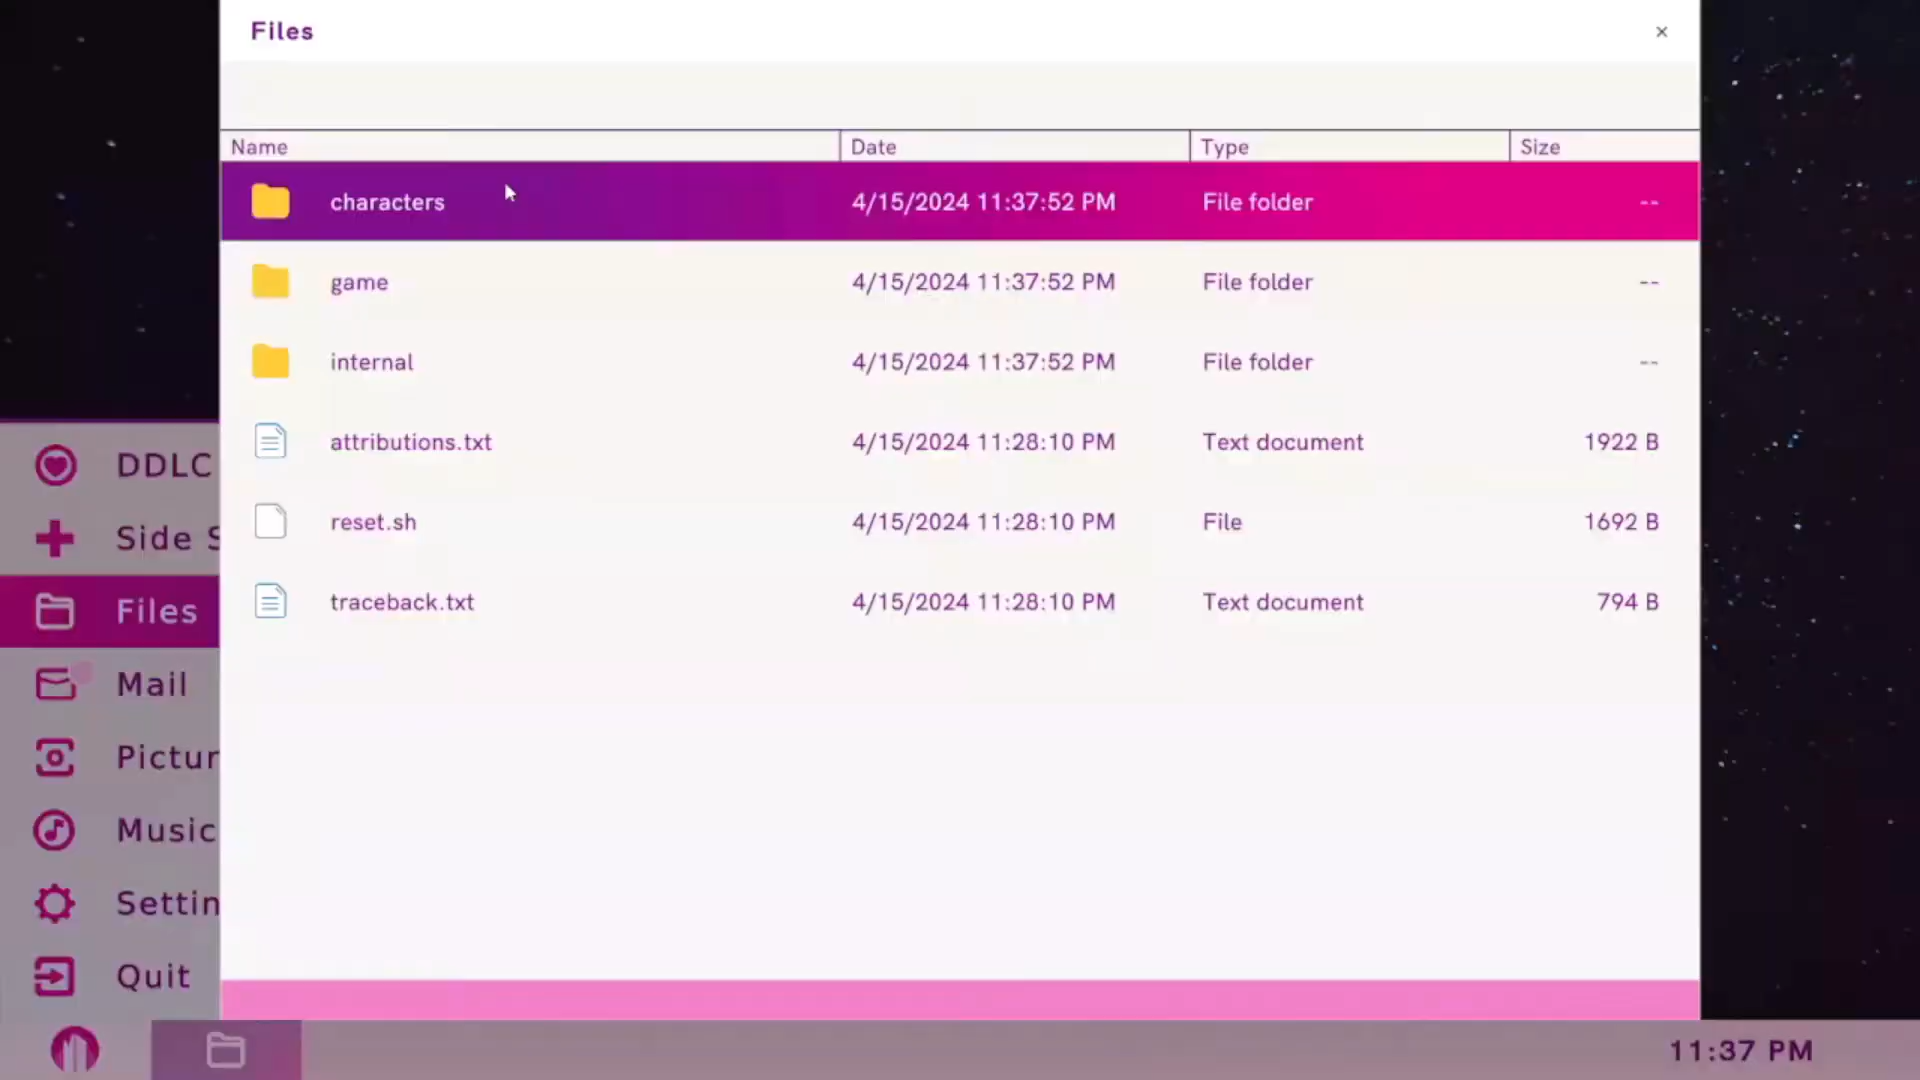 Files
×
Name Date Type Size
characters 4/15/2024 11:37:52 PM File folder --
game 4/15/2024 11:37:52 PM File folder --
internal 4/15/2024 11:37:52 PM File folder --
attributions.txt 4/15/2024 11:28:10 PM Text document 1922 B
reset.sh 4/15/2024 11:28:10 PM File 1692 B
traceback.txt 4/15/2024 11:28:10 PM Text document 794 B
DDLC
Side S
Files
Mail
Pictur
Music
Settin
Quit
11:37 PM